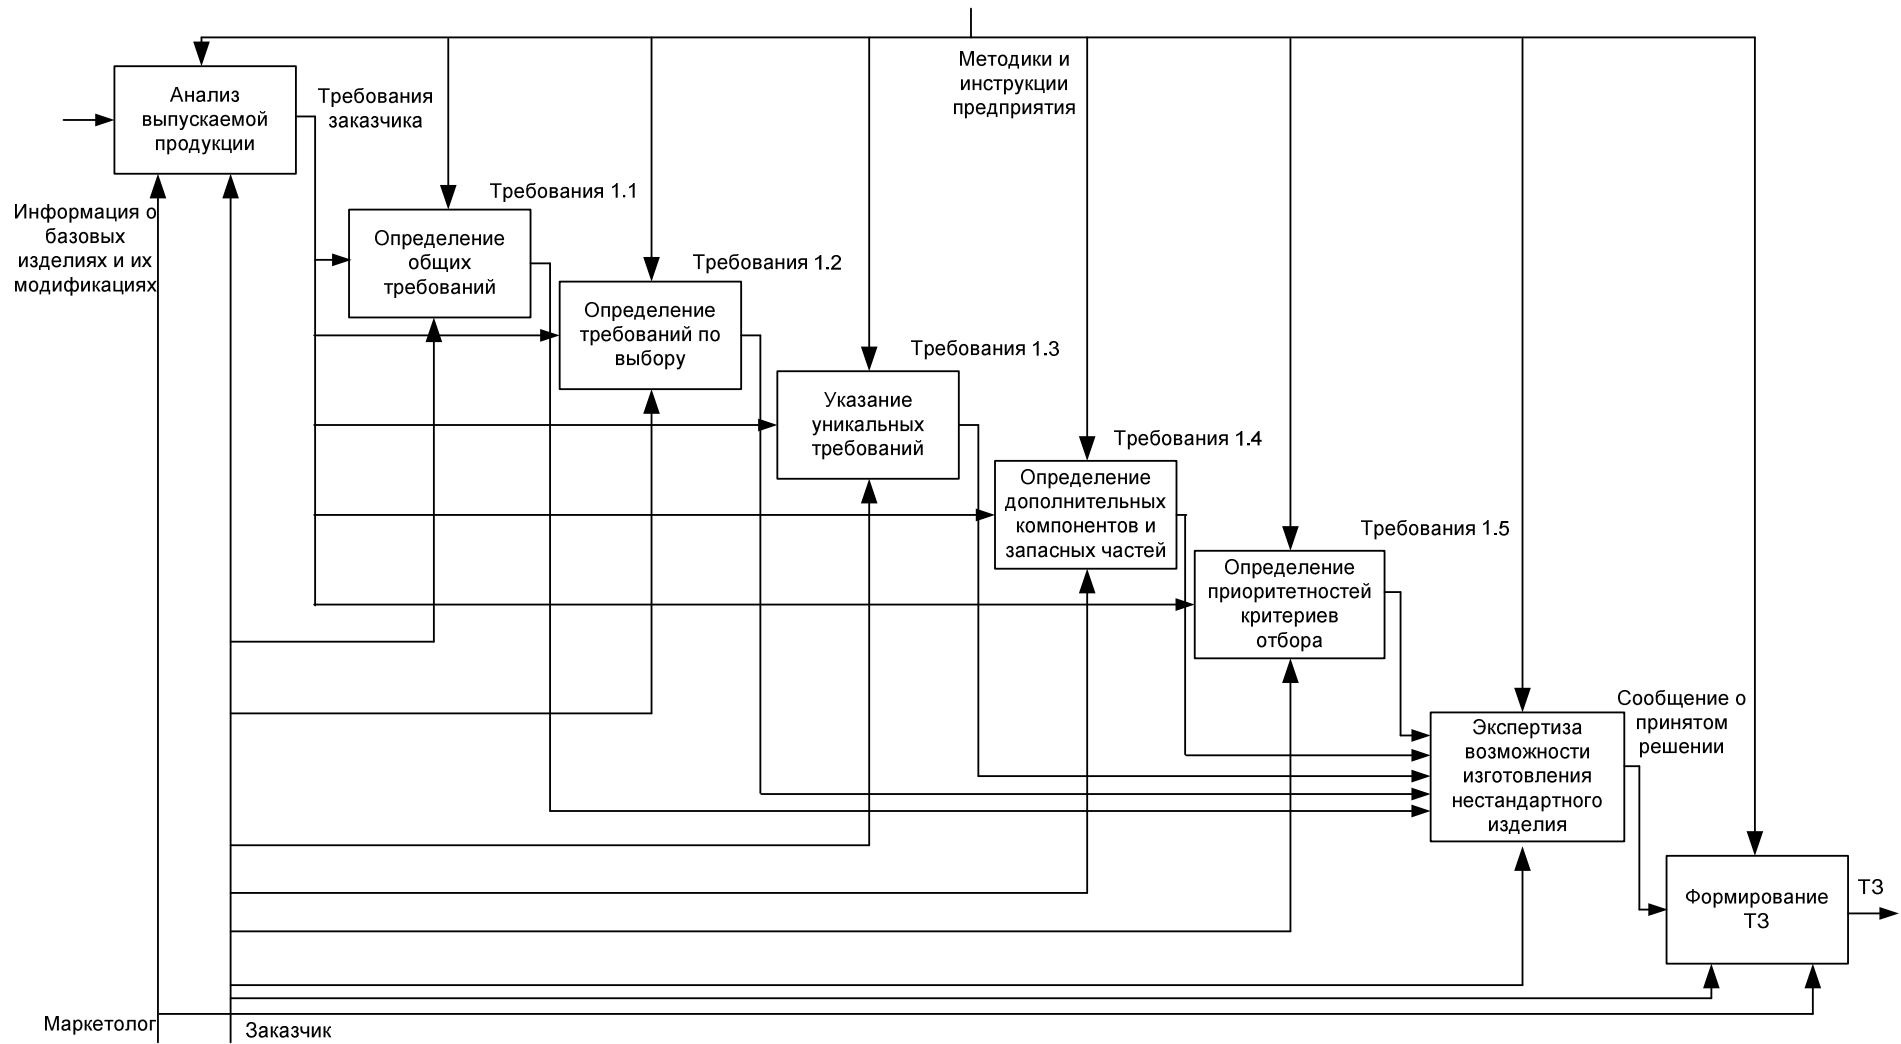 Методики и
инструкции
предприятия
Анализ
выпускаемой
продукции
Требования
заказчика
Информация о
базовых
изделиях и их
модификациях
Требования 1.1
Определение
общих
требований
Требования 1.2
Определение
требований по
выбору
Требования 1.3
Указание
уникальных
требований
Требования 1.4
Определение
дополнительных
компонентов и
запасных частей
Требования 1.5
Определение
приоритетностей
критериев
отбора
Сообщение о
принятом
решении
Экспертиза
возможности
изготовления
нестандартного
изделия
Формирование
ТЗ
ТЗ
Маркетолог
Заказчик